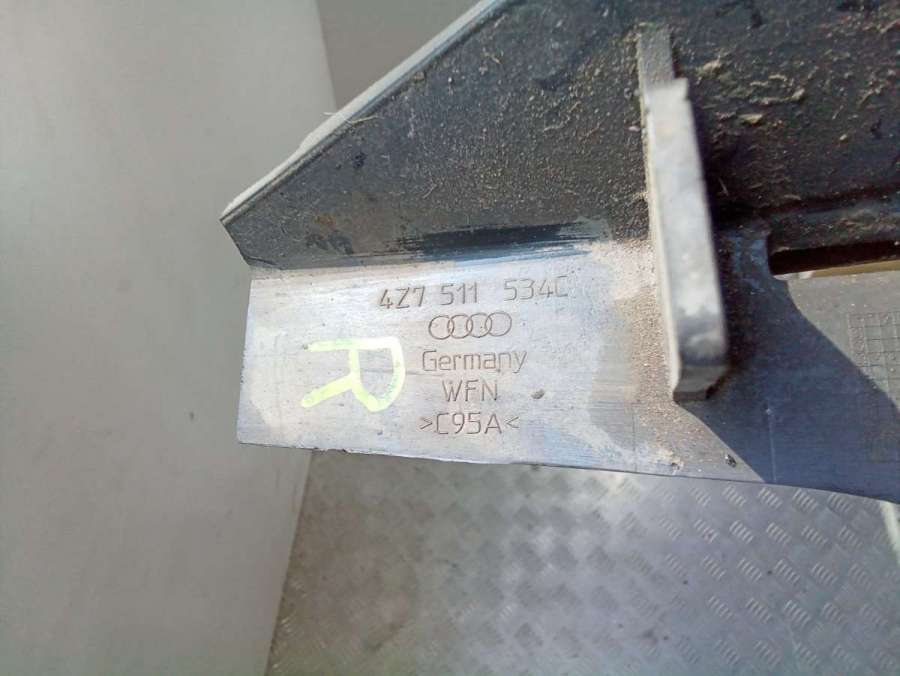 4Z7 511 534C
Germany
WFN
>C95A<
R